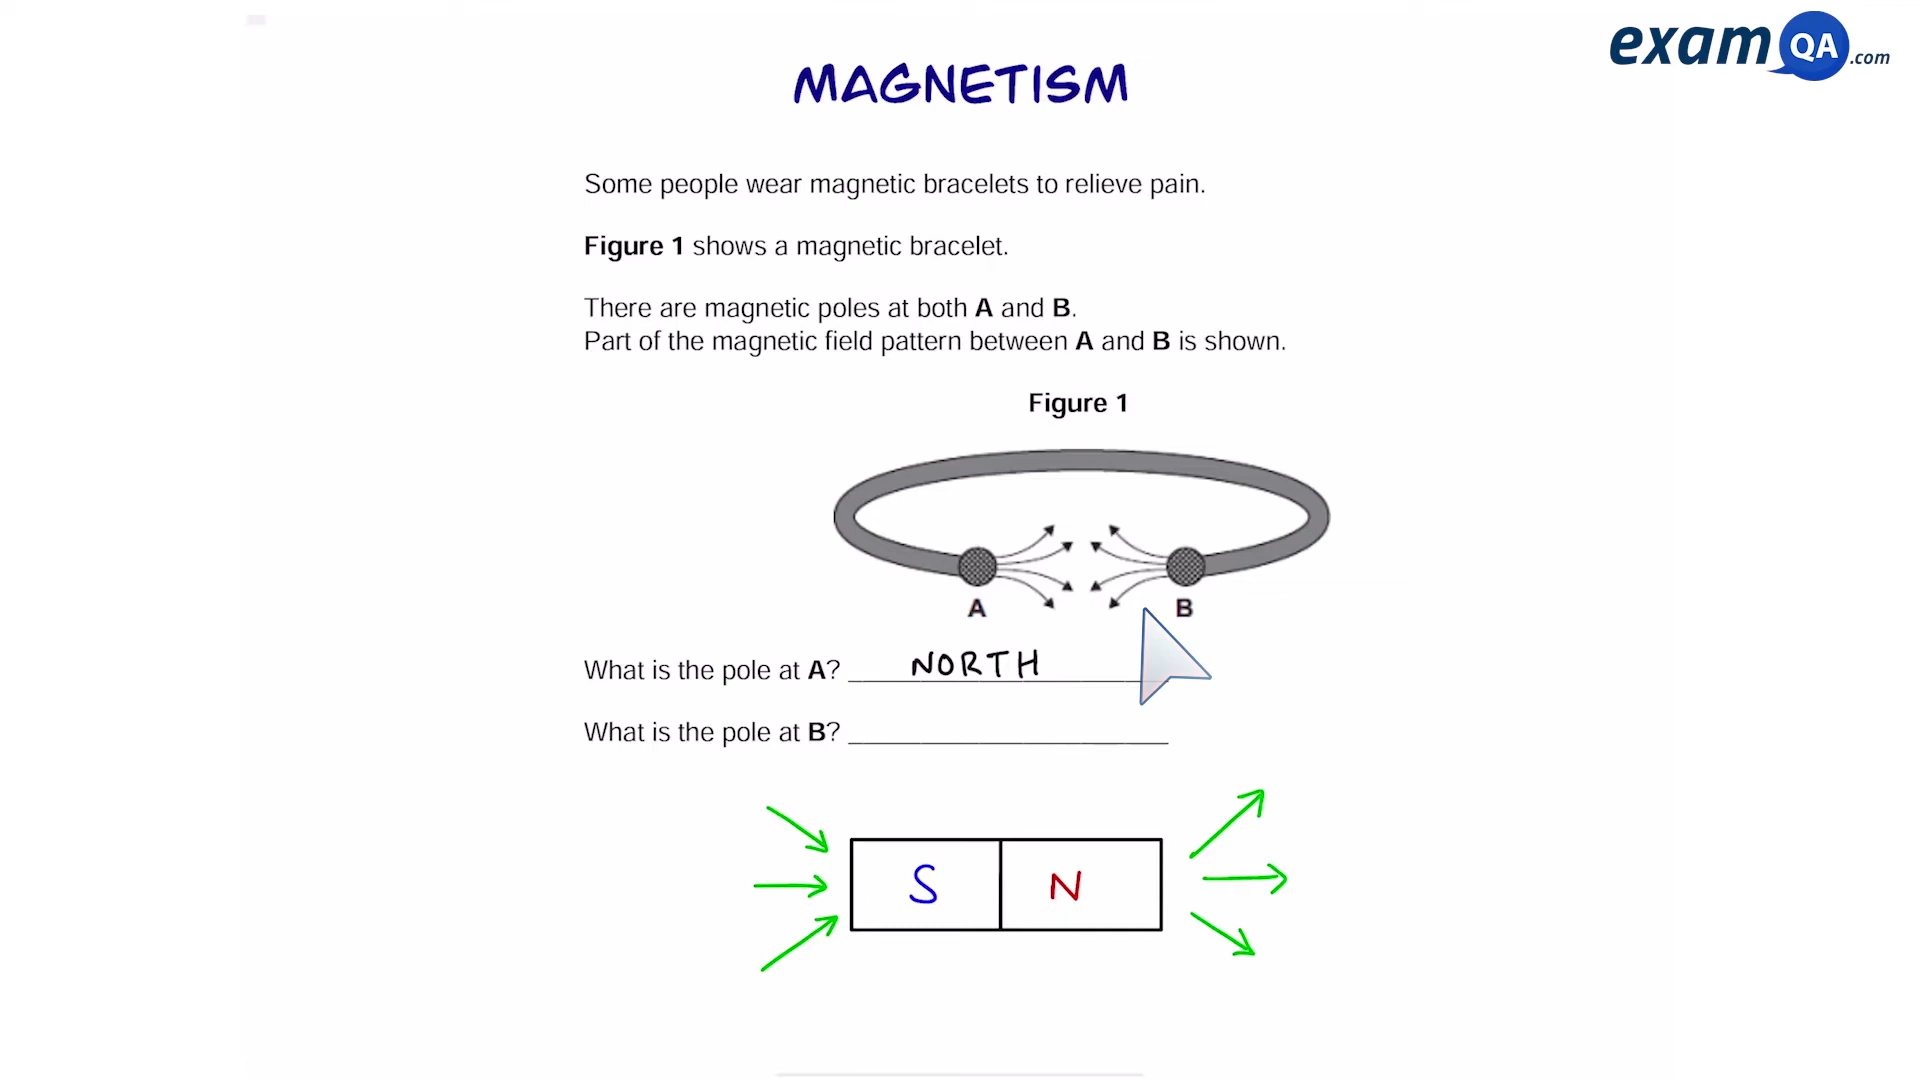 examQA.com
MAGNETISM
Some people wear magnetic bracelets to relieve pain.
Figure 1 shows a magnetic bracelet.
There are magnetic poles at both A and B.
Part of the magnetic field pattern between A and B is shown.
Figure 1
A B
What is the pole at A? NORTH
What is the pole at B?
S N